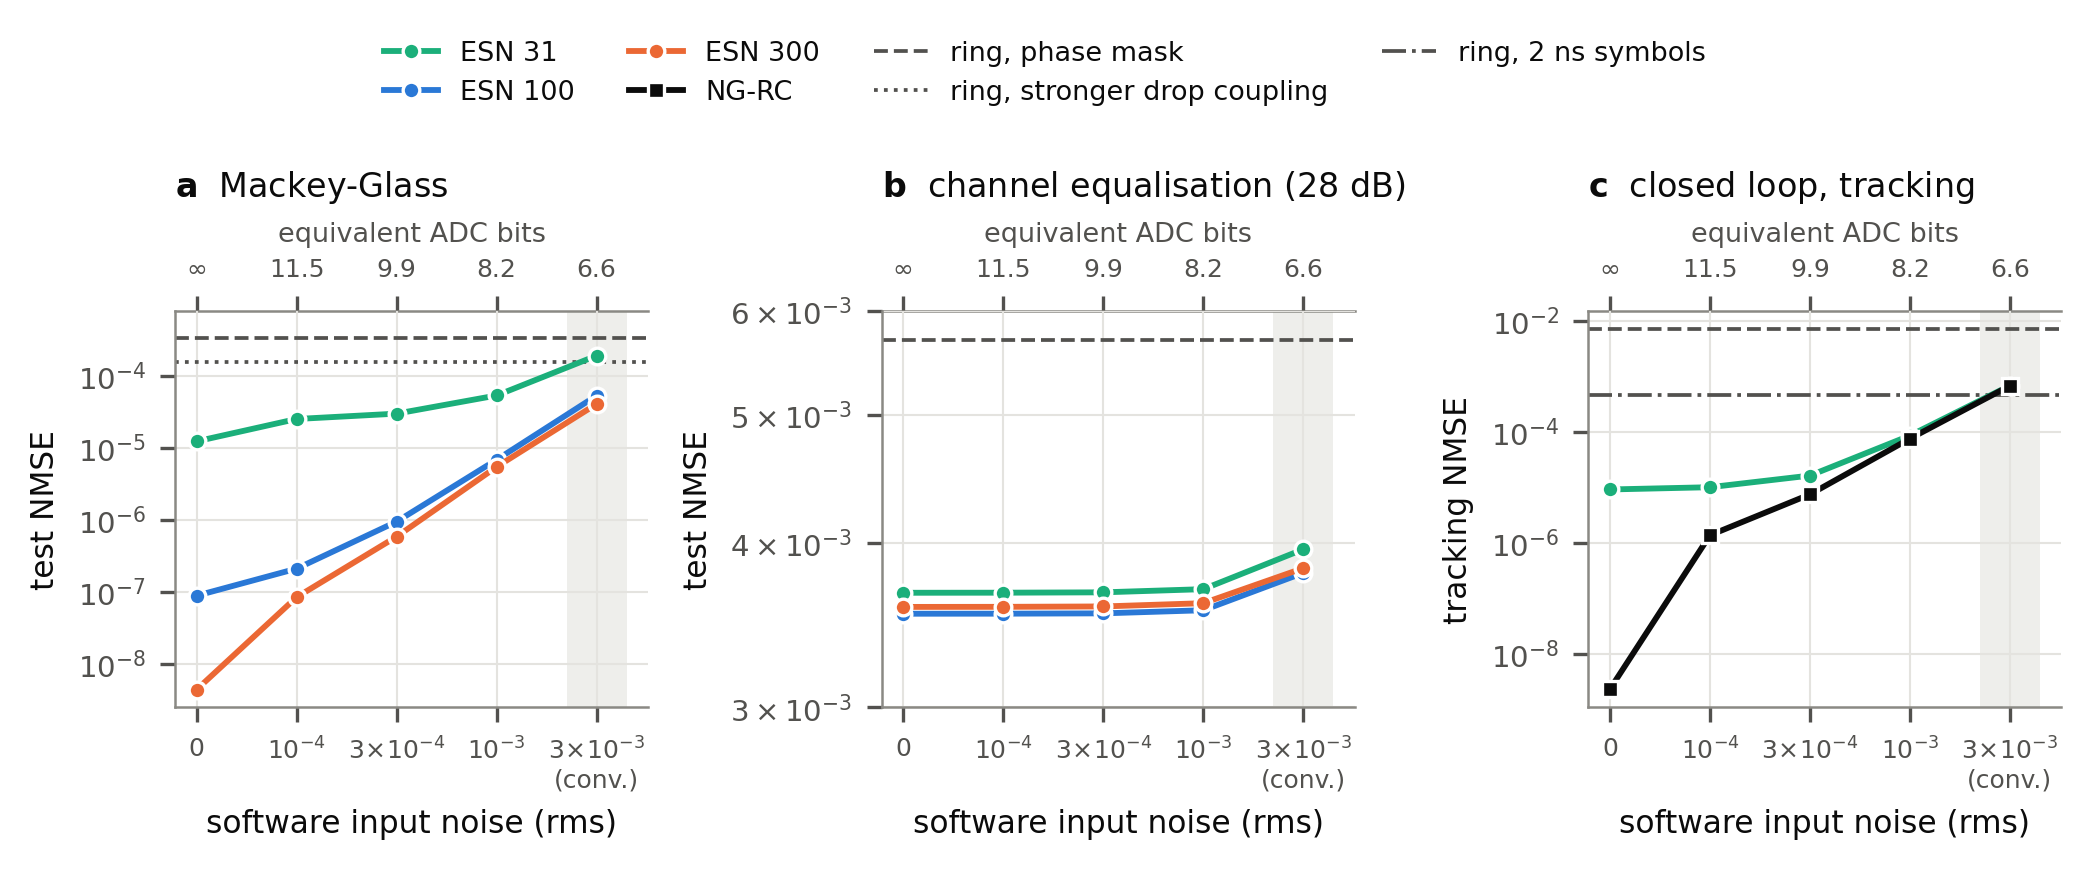 ESN 31
ESN 100
ESN 300
NG-RC
ring, phase mask
ring, stronger drop coupling
ring, 2 ns symbols
a Mackey-Glass
equivalent ADC bits
∞ 11.5 9.9 8.2 6.6
test NMSE
10⁻⁴
10⁻⁵
10⁻⁶
10⁻⁷
10⁻⁸
0 10⁻⁴ 3×10⁻⁴ 10⁻³ 3×10⁻³
(conv.)
software input noise (rms)
b channel equalisation (28 dB)
equivalent ADC bits
∞ 11.5 9.9 8.2 6.6
test NMSE
6 × 10⁻³
5 × 10⁻³
4 × 10⁻³
3 × 10⁻³
0 10⁻⁴ 3×10⁻⁴ 10⁻³ 3×10⁻³
(conv.)
software input noise (rms)
c closed loop, tracking
equivalent ADC bits
∞ 11.5 9.9 8.2 6.6
tracking NMSE
10⁻²
10⁻⁴
10⁻⁶
10⁻⁸
0 10⁻⁴ 3×10⁻⁴ 10⁻³ 3×10⁻³
(conv.)
software input noise (rms)